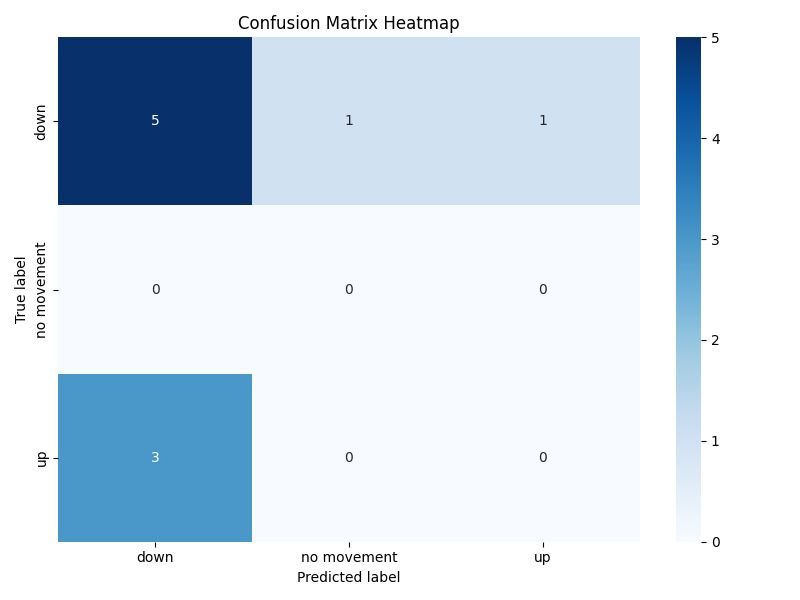 Confusion Matrix Heatmap
True label
down
5 1 1
no movement
0 0 0
up
3 0 0
down no movement up
Predicted label
5
4
3
2
1
0